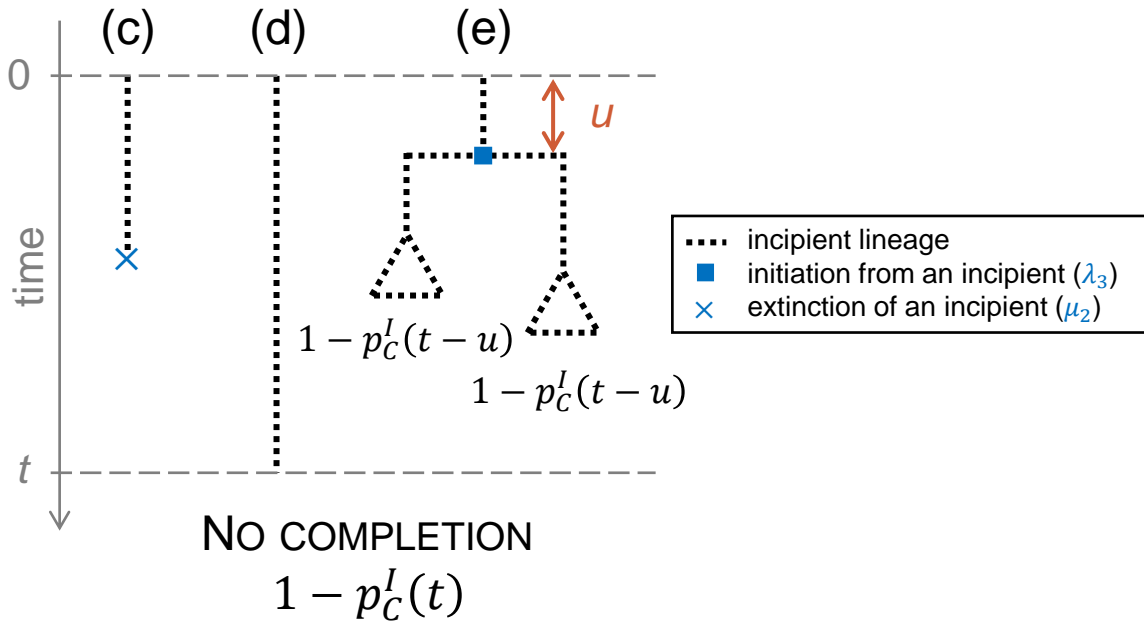 (c) (d) (e)
0
u
time
incipient lineage
initiation from an incipient (λ₃)
extinction of an incipient (μ₂)
1 − p_C^I(t − u)
1 − p_C^I(t − u)
t
NO COMPLETION
1 − p_C^I(t)